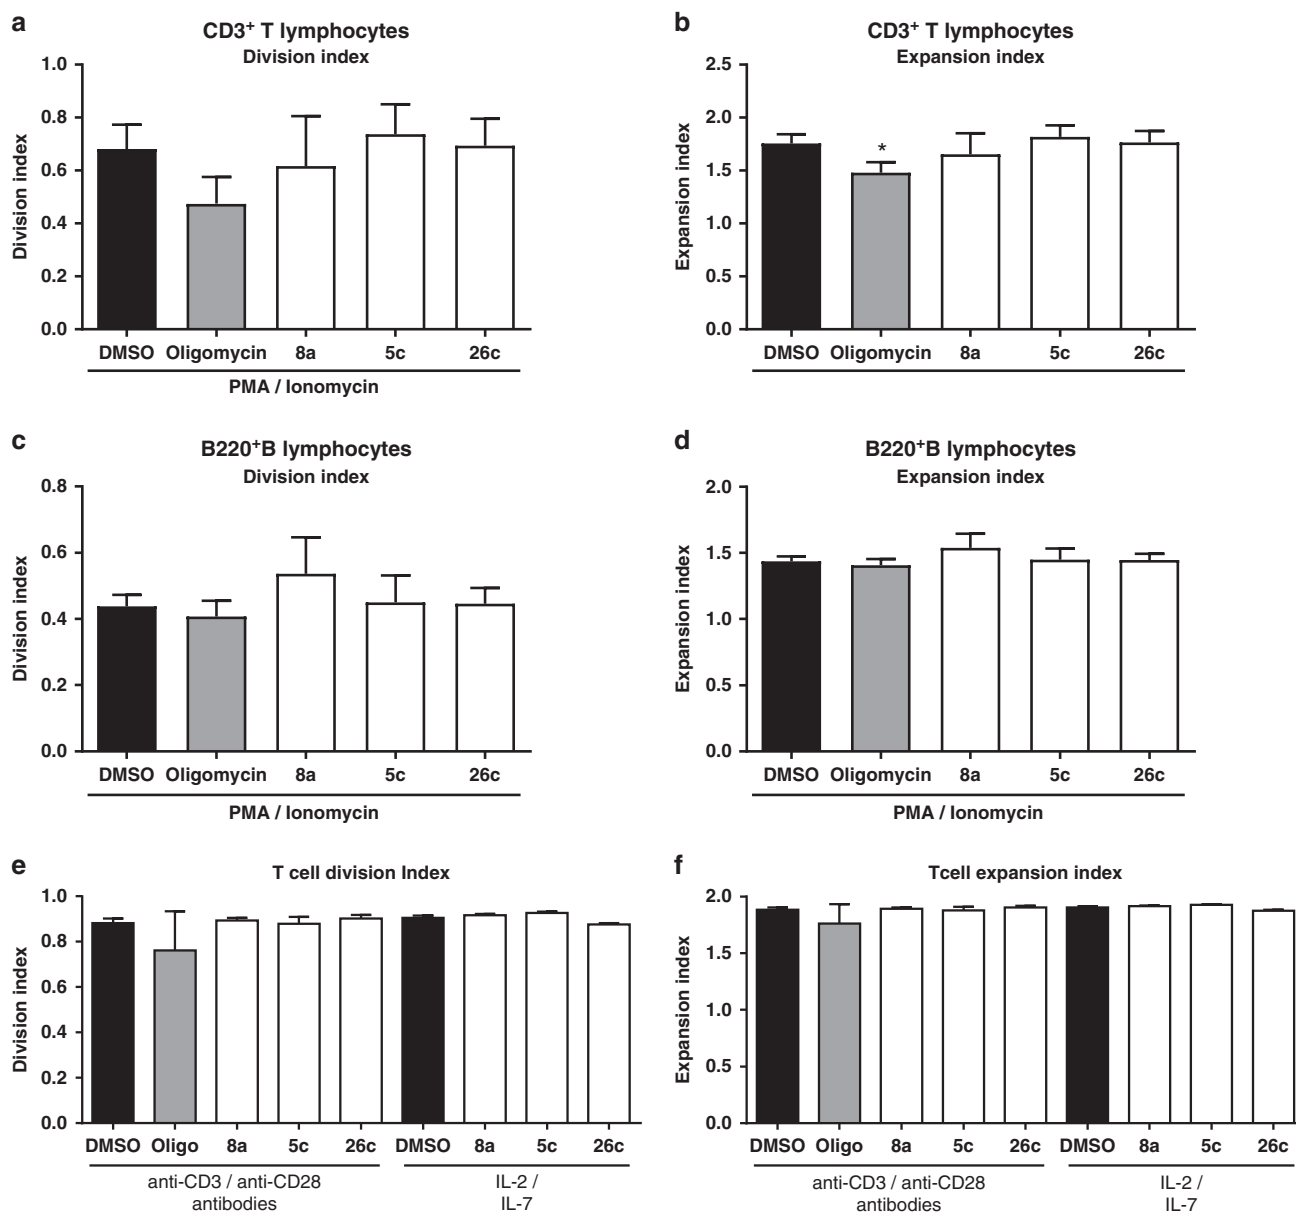 a
CD3+ T lymphocytes
Division index
Division index
1.0
0.8
0.6
0.4
0.2
0.0
DMSO Oligomycin 8a 5c 26c
PMA / Ionomycin
b
CD3+ T lymphocytes
Expansion index
Expansion index
2.5
2.0
1.5
1.0
0.5
0.0
*
DMSO Oligomycin 8a 5c 26c
c
B220+B lymphocytes
Division index
Division index
0.8
0.6
0.4
0.2
0.0
DMSO Oligomycin 8a 5c 26c
PMA / Ionomycin
d
B220+B lymphocytes
Expansion index
Expansion index
2.0
1.5
1.0
0.5
0.0
DMSO Oligomycin 8a 5c 26c
PMA / Ionomycin
e
T cell division Index
Division index
1.0
0.8
0.6
0.4
0.2
0.0
DMSO Oligo 8a 5c 26c DMSO 8a 5c 26c
anti-CD3 / anti-CD28
antibodies
IL-2 /
IL-7
f
Tcell expansion index
Expansion index
2.0
1.5
1.0
0.5
0.0
DMSO Oligo 8a 5c 26c DMSO 8a 5c 26c
anti-CD3 / anti-CD28
antibodies
IL-2 /
IL-7